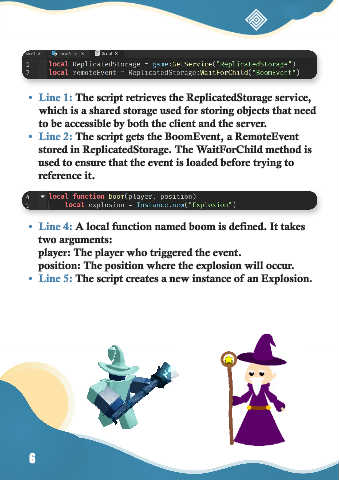 1 local ReplicatedStorage = game:GetService("ReplicatedStorage")
2 local remoteEvent = ReplicatedStorage:WaitForChild("BoomEvent")
• Line 1: The script retrieves the ReplicatedStorage service,
which is a shared storage used for storing objects that need
to be accessible by both the client and the server.
• Line 2: The script gets the BoomEvent, a RemoteEvent
stored in ReplicatedStorage. The WaitForChild method is
used to ensure that the event is loaded before trying to
reference it.
4 local function boom(player, position)
local explosion = Instance.new("Explosion")
• Line 4: A local function named boom is defined. It takes
two arguments:
player: The player who triggered the event.
position: The position where the explosion will occur.
• Line 5: The script creates a new instance of an Explosion.
6